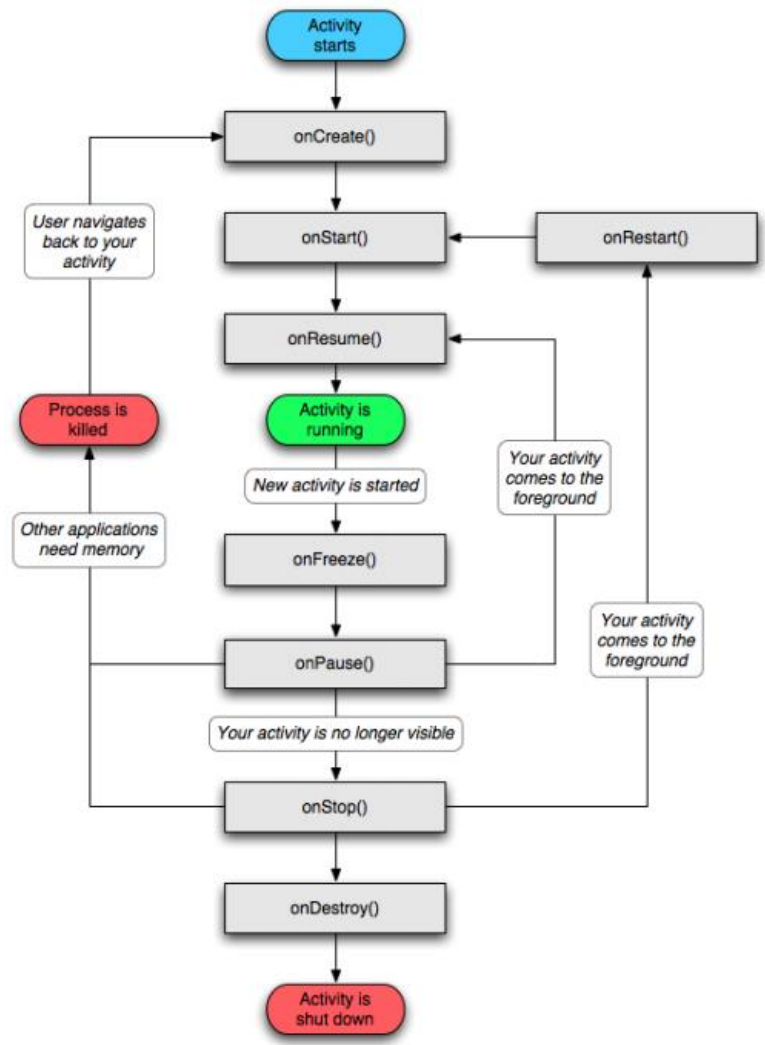 Activity
starts
onCreate()
User navigates
back to your
activity
onStart()
onRestart()
onResume()
Process is
killed
Activity is
running
Your activity
comes to the
foreground
New activity is started
Other applications
need memory
onFreeze()
Your activity
comes to the
foreground
onPause()
Your activity is no longer visible
onStop()
onDestroy()
Activity is
shut down